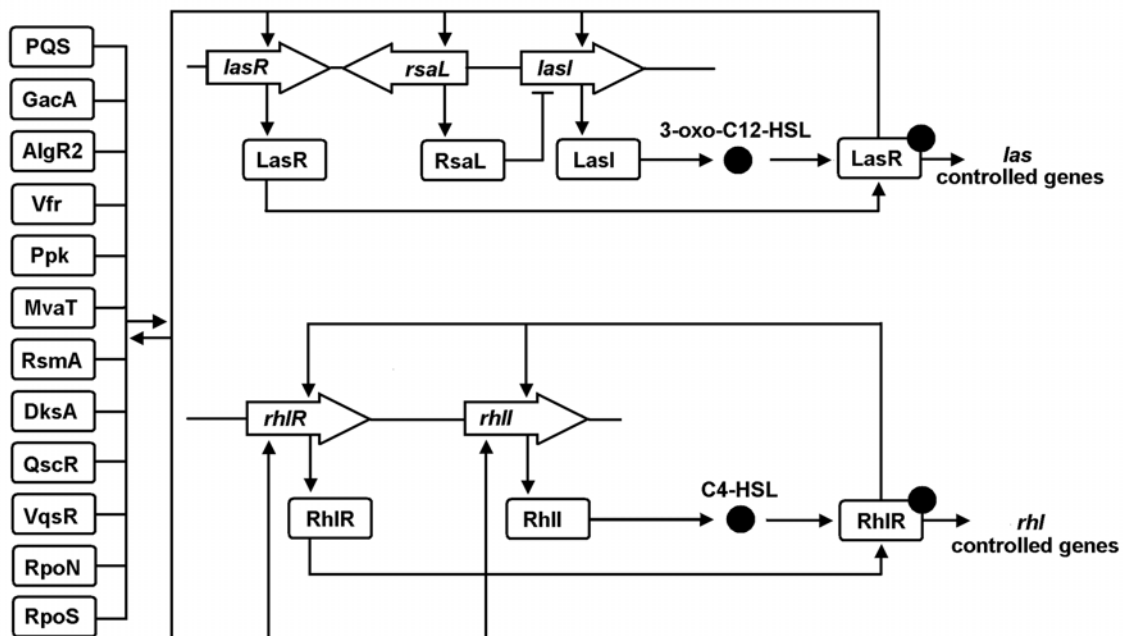 PQS
GacA
AlgR2
Vfr
Ppk
MvaT
RsmA
DksA
QscR
VqsR
RpoN
RpoS
lasR
rsaL
lasI
LasR
RsaL
LasI
3-oxo-C12-HSL
LasR
las
controlled genes
rhlR
rhlI
RhlR
RhlI
C4-HSL
RhlR
rhl
controlled genes